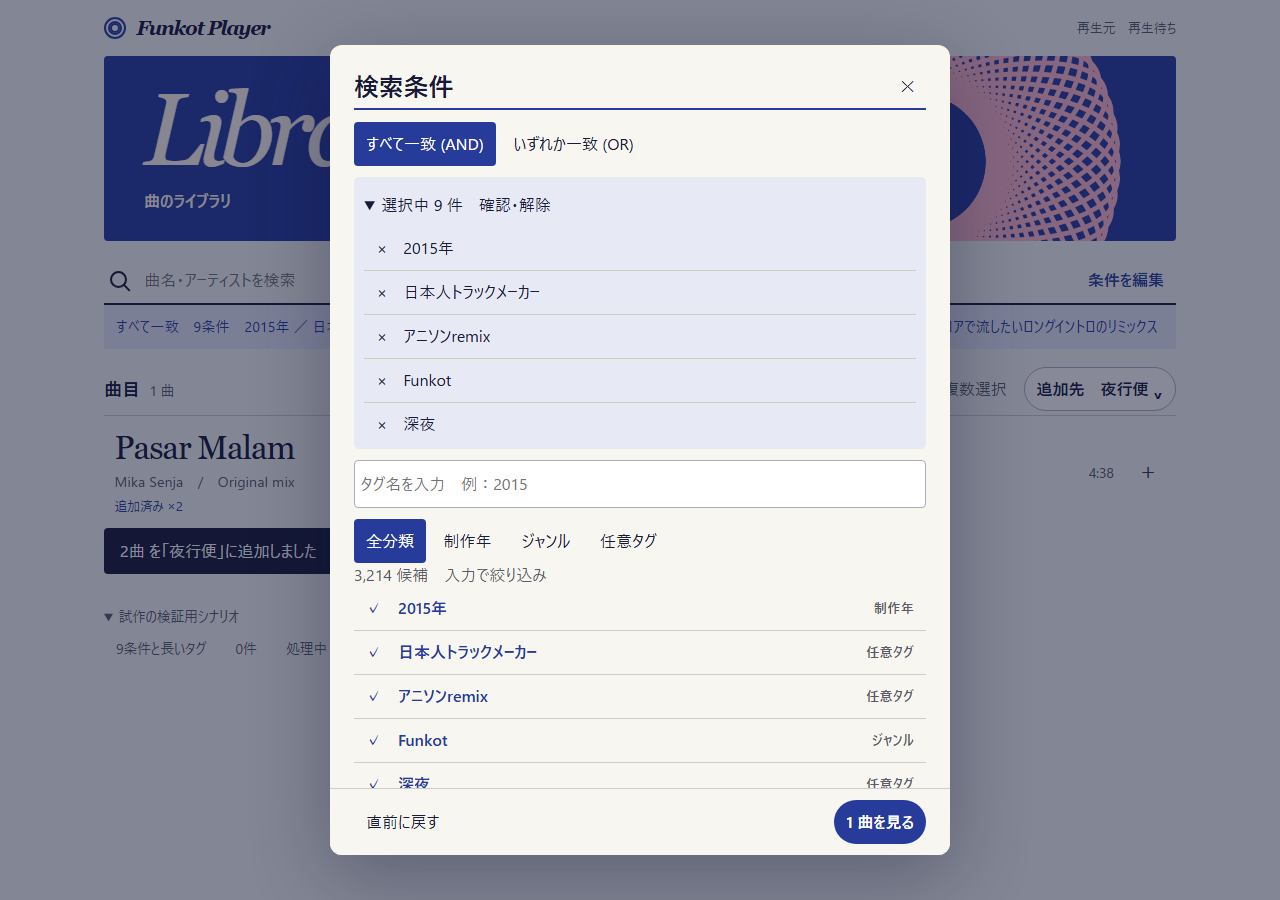 Funkot Player
再生元 再生待ち
Libr
曲のライブラリ
曲名・アーティストを検索
条件を編集
すべて一致 9条件 2015年 ／ 日
アで流したいロングイントロのリミックス
曲目 1 曲
複数選択
追加先 夜行便
Pasar Malam
Mika Senja / Original mix
追加済み ×2
4:38 +
2曲 を「夜行便」に追加しました
▼ 試作の検証用シナリオ
9条件と長いタグ 0件 処理中
検索条件 ×
すべて一致 (AND) いずれか一致 (OR)
▼ 選択中 9 件 確認・解除
× 2015年
× 日本人トラックメーカー
× アニソンremix
× Funkot
× 深夜
タグ名を入力 例：2015
全分類 制作年 ジャンル 任意タグ
3,214 候補 入力で絞り込み
✓ 2015年 制作年
✓ 日本人トラックメーカー 任意タグ
✓ アニソンremix 任意タグ
✓ Funkot ジャンル
✓ 深夜 任意タグ
直前に戻す
1 曲を見る